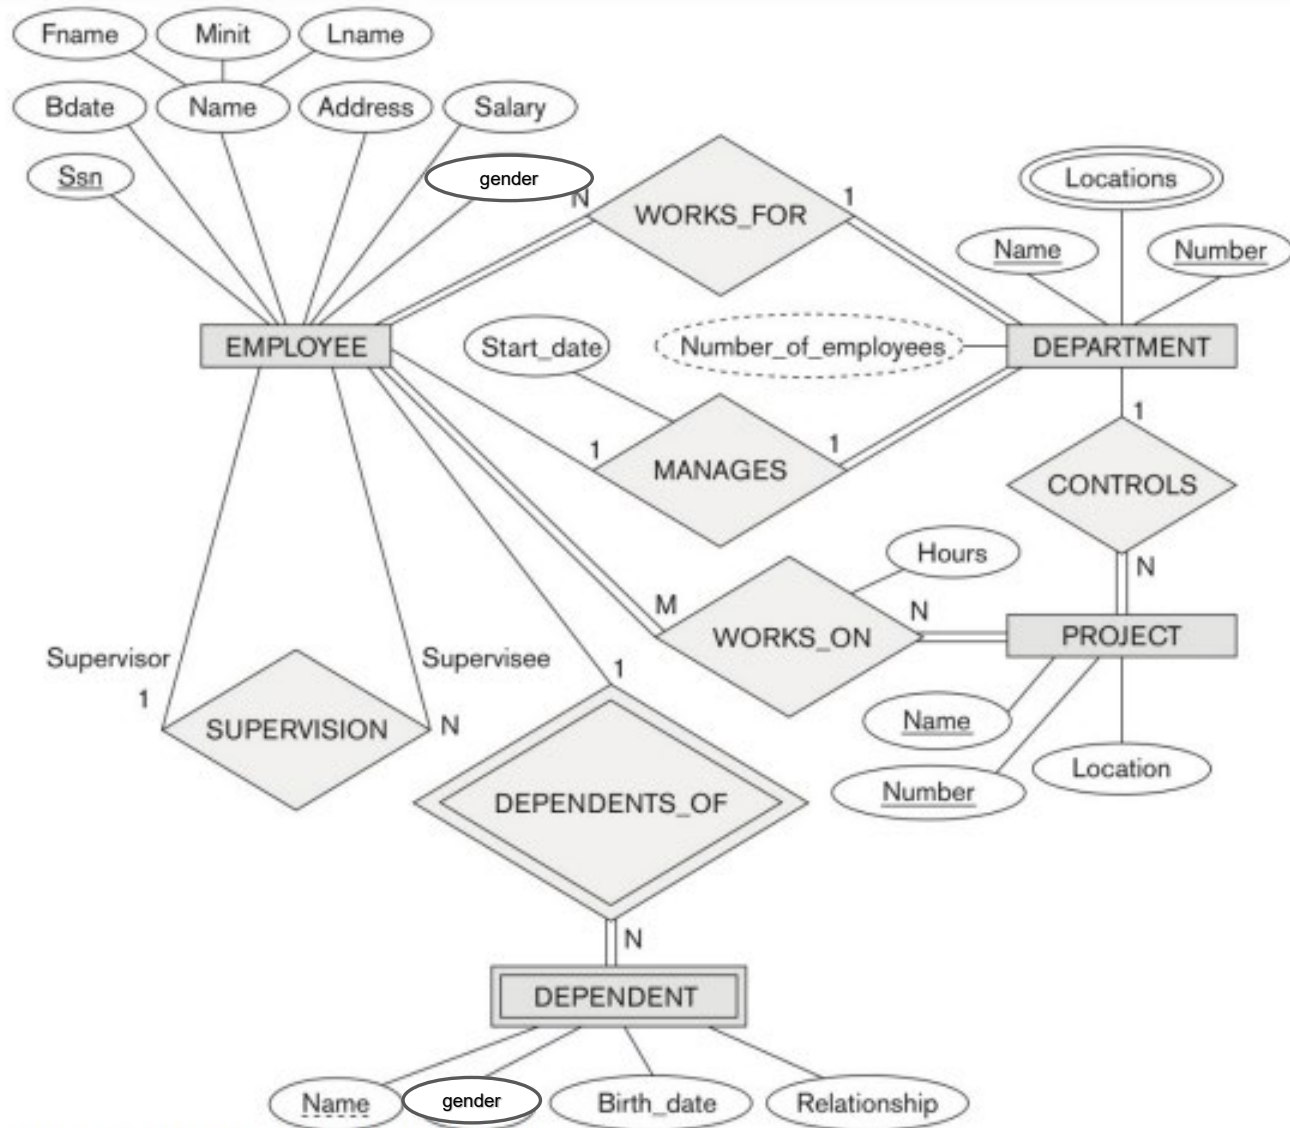 Fname Minit Lname
Bdate Name Address Salary
Ssn gender
N WORKS_FOR 1
Locations
Name Number
EMPLOYEE Start_date Number_of_employees DEPARTMENT
1 MANAGES 1
1
CONTROLS
Hours
N
M WORKS_ON N PROJECT
Supervisor Supervisee 1
1 SUPERVISION N
Name
Number Location
DEPENDENTS_OF
N
DEPENDENT
Name gender Birth_date Relationship